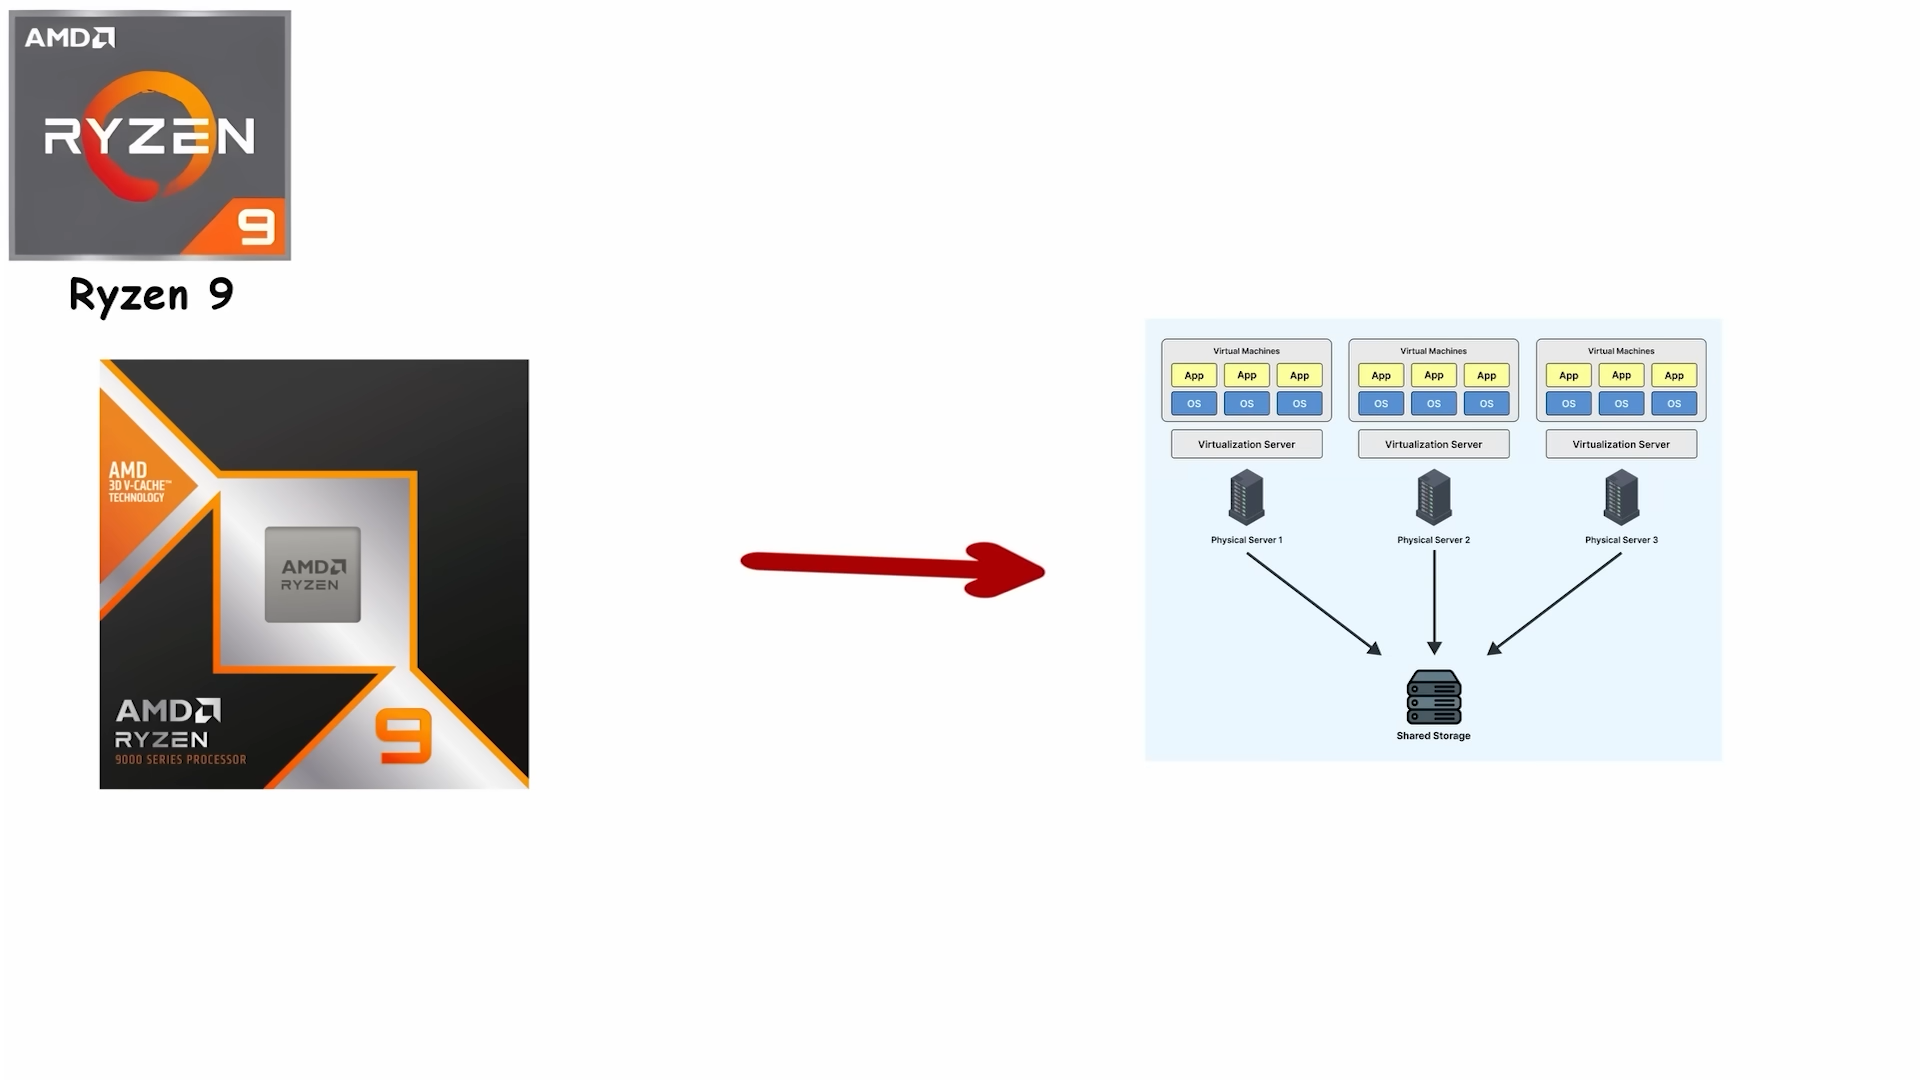 AMD
RYZEN
9
Ryzen 9
AMD
3D V-CACHE™
TECHNOLOGY
AMD
RYZEN
AMD
RYZEN
9000 SERIES PROCESSOR
9
Virtual Machines Virtual Machines Virtual Machines
App App App App App App App App App
OS OS OS OS OS OS OS OS OS
Virtualization Server Virtualization Server Virtualization Server
Physical Server 1 Physical Server 2 Physical Server 3
Shared Storage